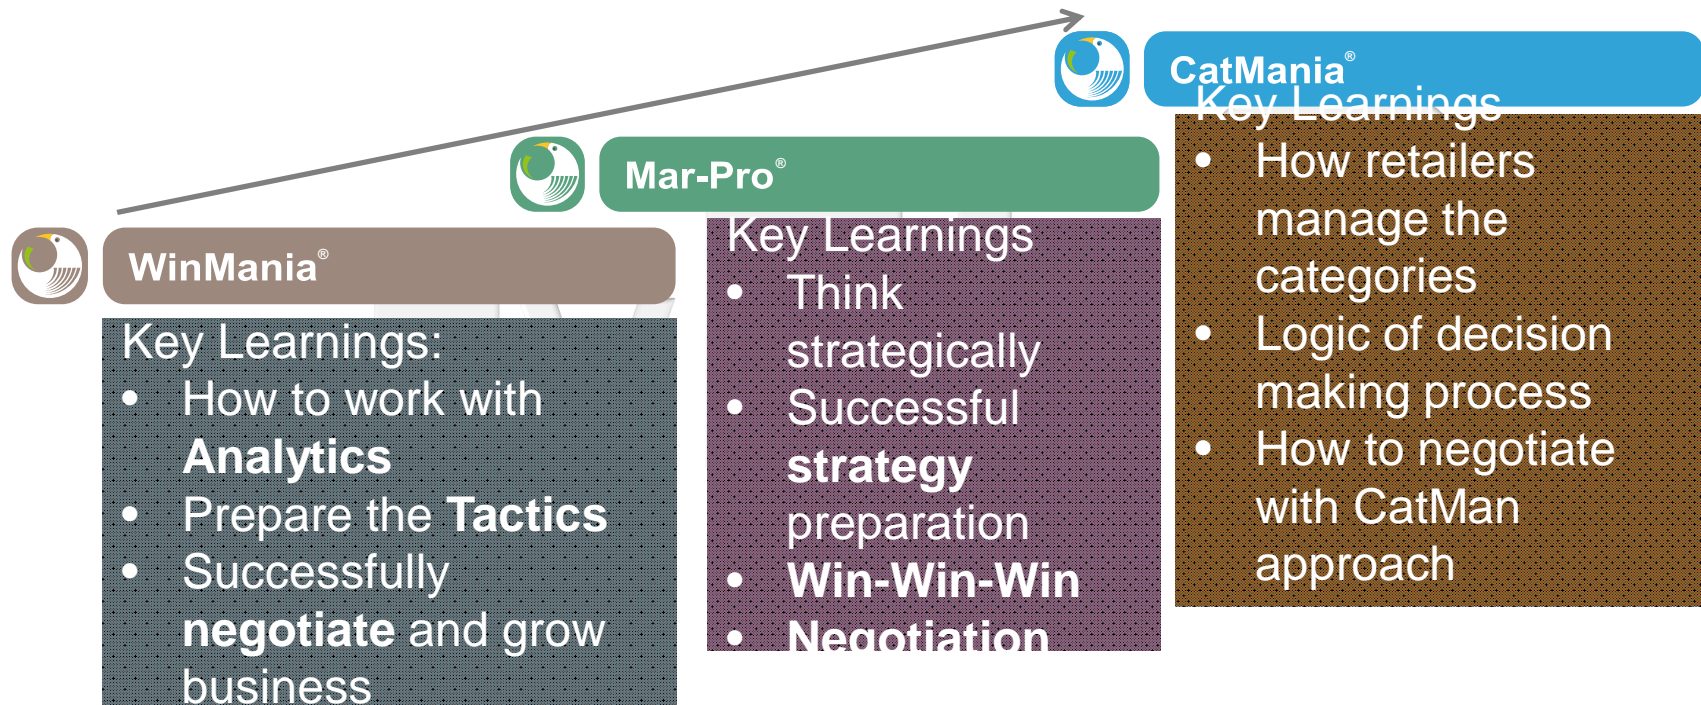 WinMania®
Key Learnings:
• How to work with
Analytics
• Prepare the Tactics
• Successfully
negotiate and grow
business
Mar-Pro®
Key Learnings
• Think
strategically
• Successful
strategy
preparation
• Win-Win-Win
• Negotiation
CatMania®
Key Learnings
• How retailers
manage the
categories
• Logic of decision
making process
• How to negotiate
with CatMan
approach